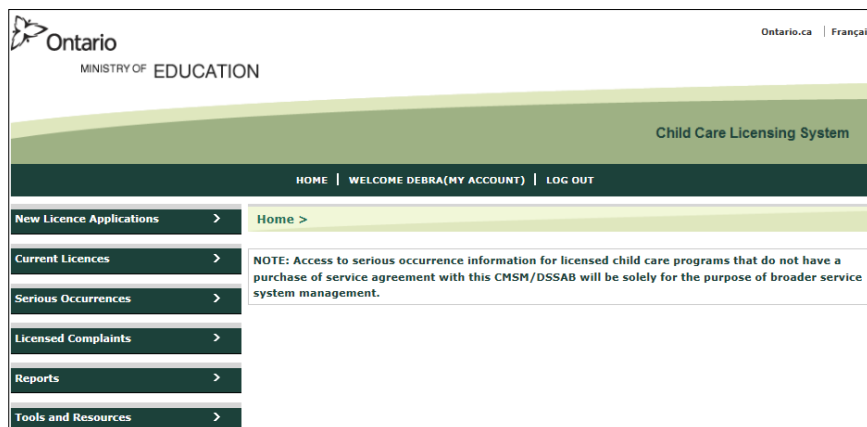 Ontario
Ontario.ca | Françai
MINISTRY OF EDUCATION
Child Care Licensing System
HOME | WELCOME DEBRA(MY ACCOUNT) | LOG OUT
New Licence Applications >
Home >
Current Licences >
NOTE: Access to serious occurrence information for licensed child care programs that do not have a
purchase of service agreement with this CMSM/DSSAB will be solely for the purpose of broader service
system management.
Serious Occurrences >
Licensed Complaints >
Reports >
Tools and Resources >